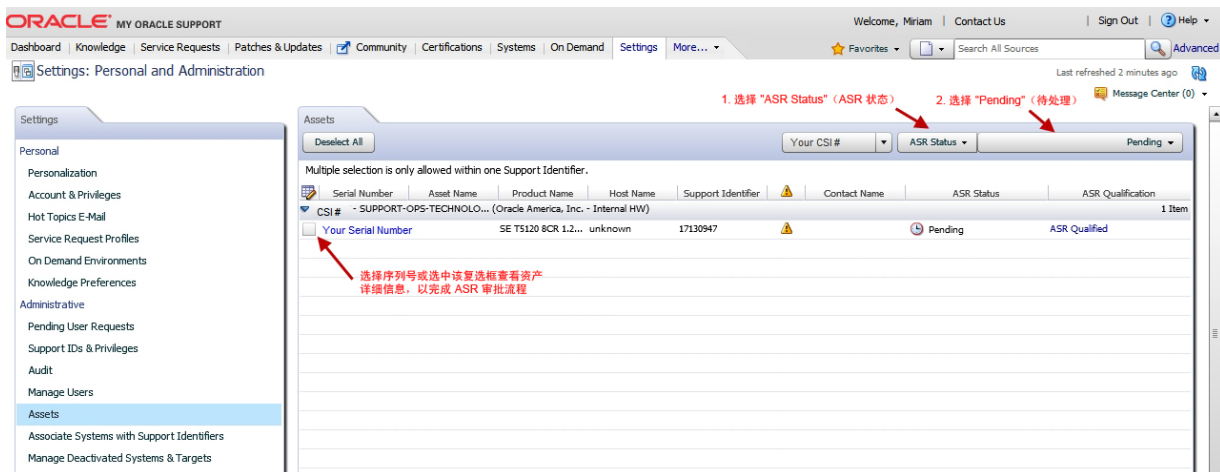 ORACLE MY ORACLE SUPPORT
Welcome, Miriam | Contact Us | Sign Out | Help
Dashboard | Knowledge | Service Requests | Patches & Updates | Community | Certifications | Systems | On Demand | Settings | More...
Favorites
Search All Sources
Advanced
Settings: Personal and Administration
Last refreshed 2 minutes ago
Message Center (0)
1. 选择 "ASR Status"（ASR 状态）
2. 选择 "Pending"（待处理）
Settings
Personal
Personalization
Account & Privileges
Hot Topics E-Mail
Service Request Profiles
On Demand Environments
Knowledge Preferences
Administrative
Pending User Requests
Support IDs & Privileges
Audit
Manage Users
Assets
Associate Systems with Support Identifiers
Manage Deactivated Systems & Targets
Assets
Deselect All
Your CSI #
ASR Status
Pending
Multiple selection is only allowed within one Support Identifier.
Serial Number Asset Name Product Name Host Name Support Identifier Contact Name ASR Status ASR Qualification
CSI # - SUPPORT-OPS-TECHNOLO... (Oracle America, Inc. - Internal HW) 1 Item
Your Serial Number SE T5120 8CR 1.2... unknown 17130947 Pending ASR Qualified
选择序列号或选中该复选框查看资产
详细信息，以完成 ASR 审批流程